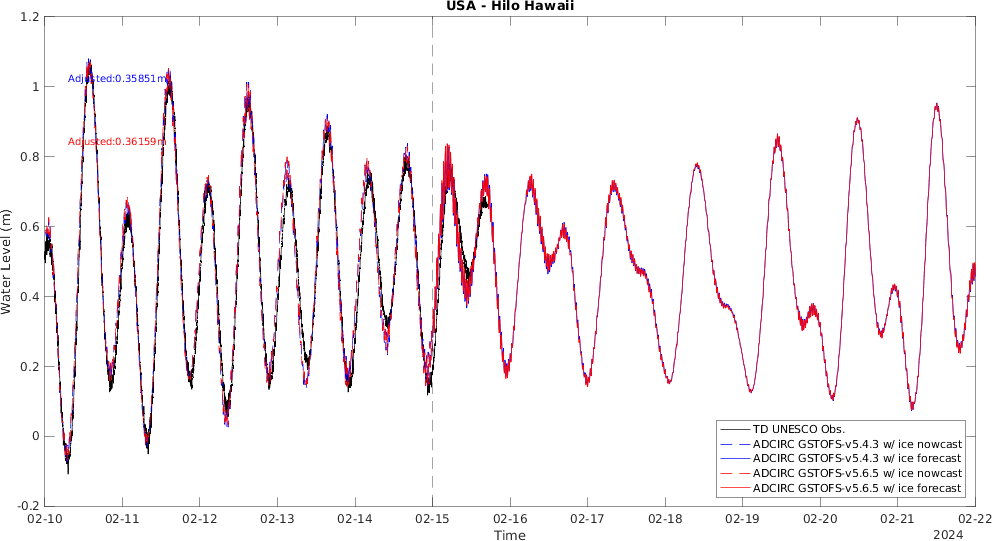 USA - Hilo Hawaii
1.2
1
0.8
0.6
0.4
0.2
0
-0.2
Water Level (m)
Adjusted:0.35851m
Adjusted:0.36159m
TD UNESCO Obs.
ADCIRC GSTOFS-v5.4.3 w/ ice nowcast
ADCIRC GSTOFS-v5.4.3 w/ ice forecast
ADCIRC GSTOFS-v5.6.5 w/ ice nowcast
ADCIRC GSTOFS-v5.6.5 w/ ice forecast
02-10 02-11 02-12 02-13 02-14 02-15 02-16 02-17 02-18 02-19 02-20 02-21 02-22
Time
2024